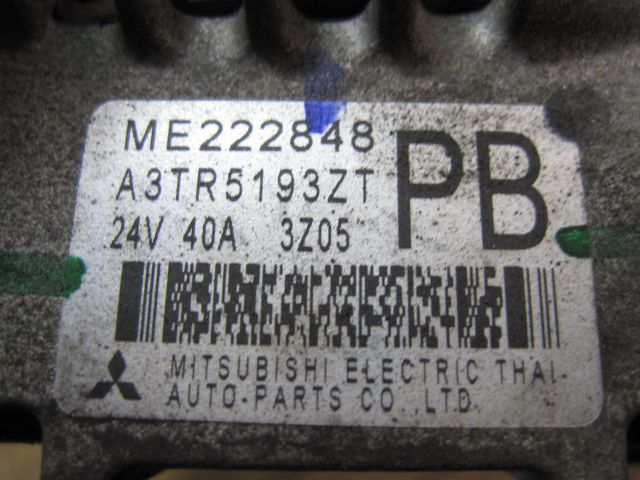 ME222848
A3TR5193ZT
PB
24V 40A 3Z05
MITSUBISHI ELECTRIC THAI-
AUTO-PARTS CO.,LTD.